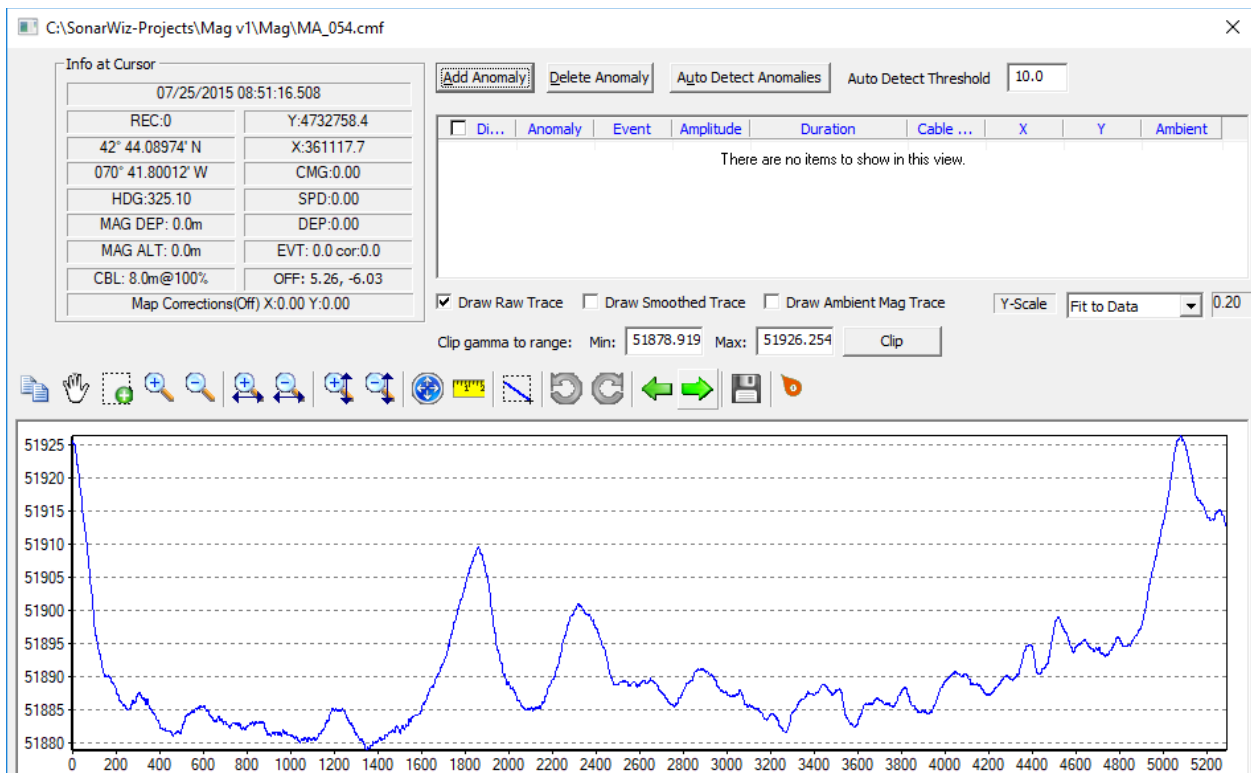 C:\SonarWiz-Projects\Mag v1\Mag\MA_054.cmf
Info at Cursor
07/25/2015 08:51:16.508
REC:0 Y:4732758.4
42° 44.08974' N X:361117.7
070° 41.80012' W CMG:0.00
HDG:325.10 SPD:0.00
MAG DEP: 0.0m DEP:0.00
MAG ALT: 0.0m EVT: 0.0 cor:0.0
CBL: 8.0m@100% OFF: 5.26, -6.03
Map Corrections(Off) X:0.00 Y:0.00
Add Anomaly Delete Anomaly Auto Detect Anomalies Auto Detect Threshold 10.0
Di... Anomaly Event Amplitude Duration Cable ... X Y Ambient
There are no items to show in this view.
Draw Raw Trace Draw Smoothed Trace Draw Ambient Mag Trace Y-Scale Fit to Data 0.20
Clip gamma to range: Min: 51878.919 Max: 51926.254 Clip
51925
51920
51915
51910
51905
51900
51895
51890
51885
51880
0 200 400 600 800 1000 1200 1400 1600 1800 2000 2200 2400 2600 2800 3000 3200 3400 3600 3800 4000 4200 4400 4600 4800 5000 5200